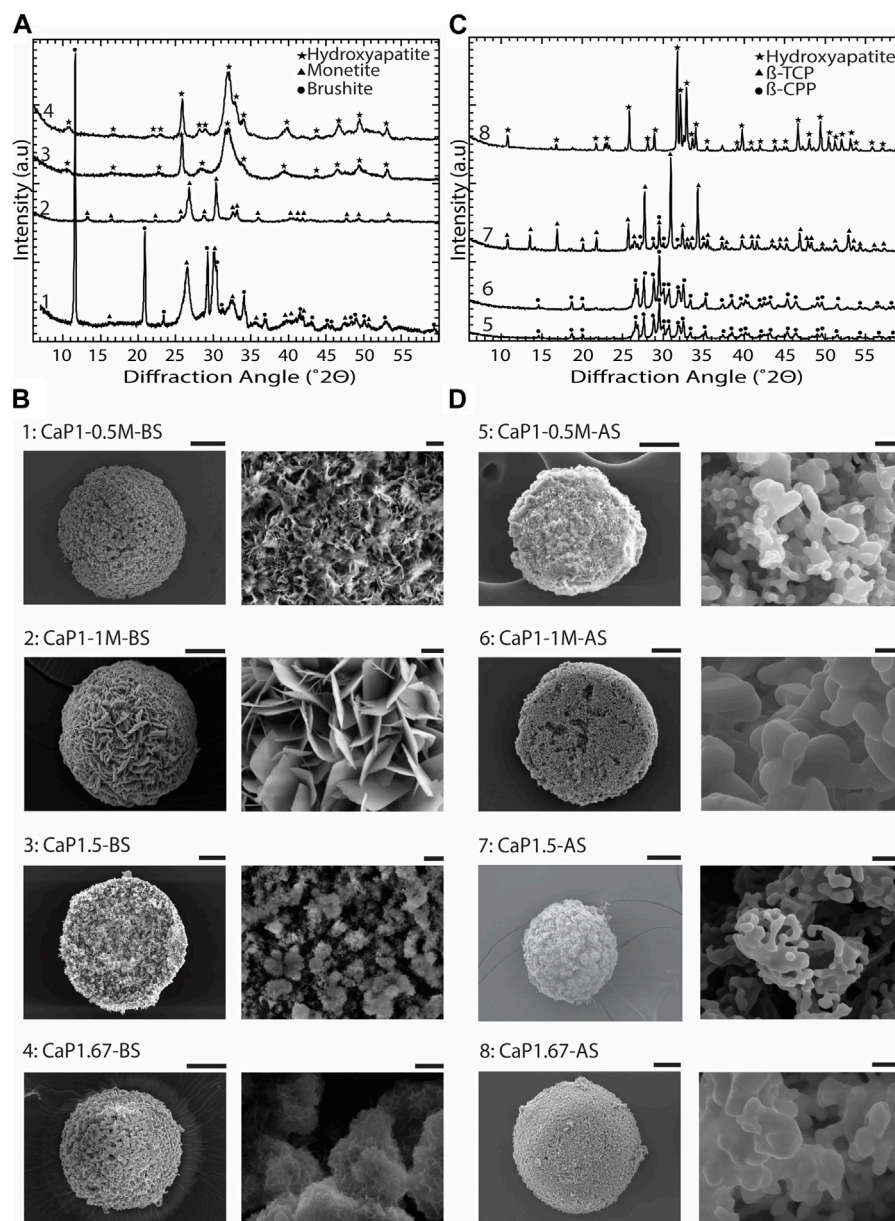 A
Intensity (a.u)
★Hydroxyapatite
▲Monetite
●Brushite
4
3
2
1
10 15 20 25 30 35 40 45 50 55
Diffraction Angle (˚2Θ)
C
Intensity (a.u)
★Hydroxyapatite
▲ß-TCP
●ß-CPP
8
7
6
5
10 15 20 25 30 35 40 45 50 55
Diffraction Angle (˚2Θ)
B
1: CaP1-0.5M-BS
2: CaP1-1M-BS
3: CaP1.5-BS
4: CaP1.67-BS
D
5: CaP1-0.5M-AS
6: CaP1-1M-AS
7: CaP1.5-AS
8: CaP1.67-AS